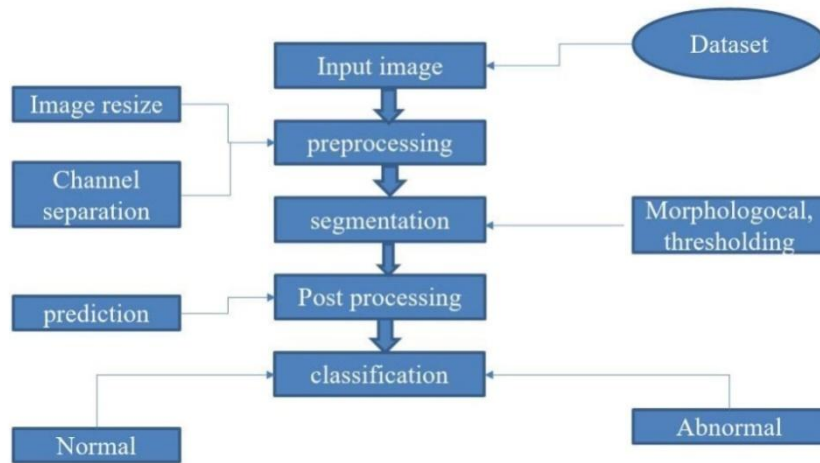 Dataset
Input image
Image resize
preprocessing
Channel
separation
segmentation
Morphologocal,
thresholding
prediction
Post processing
classification
Normal
Abnormal